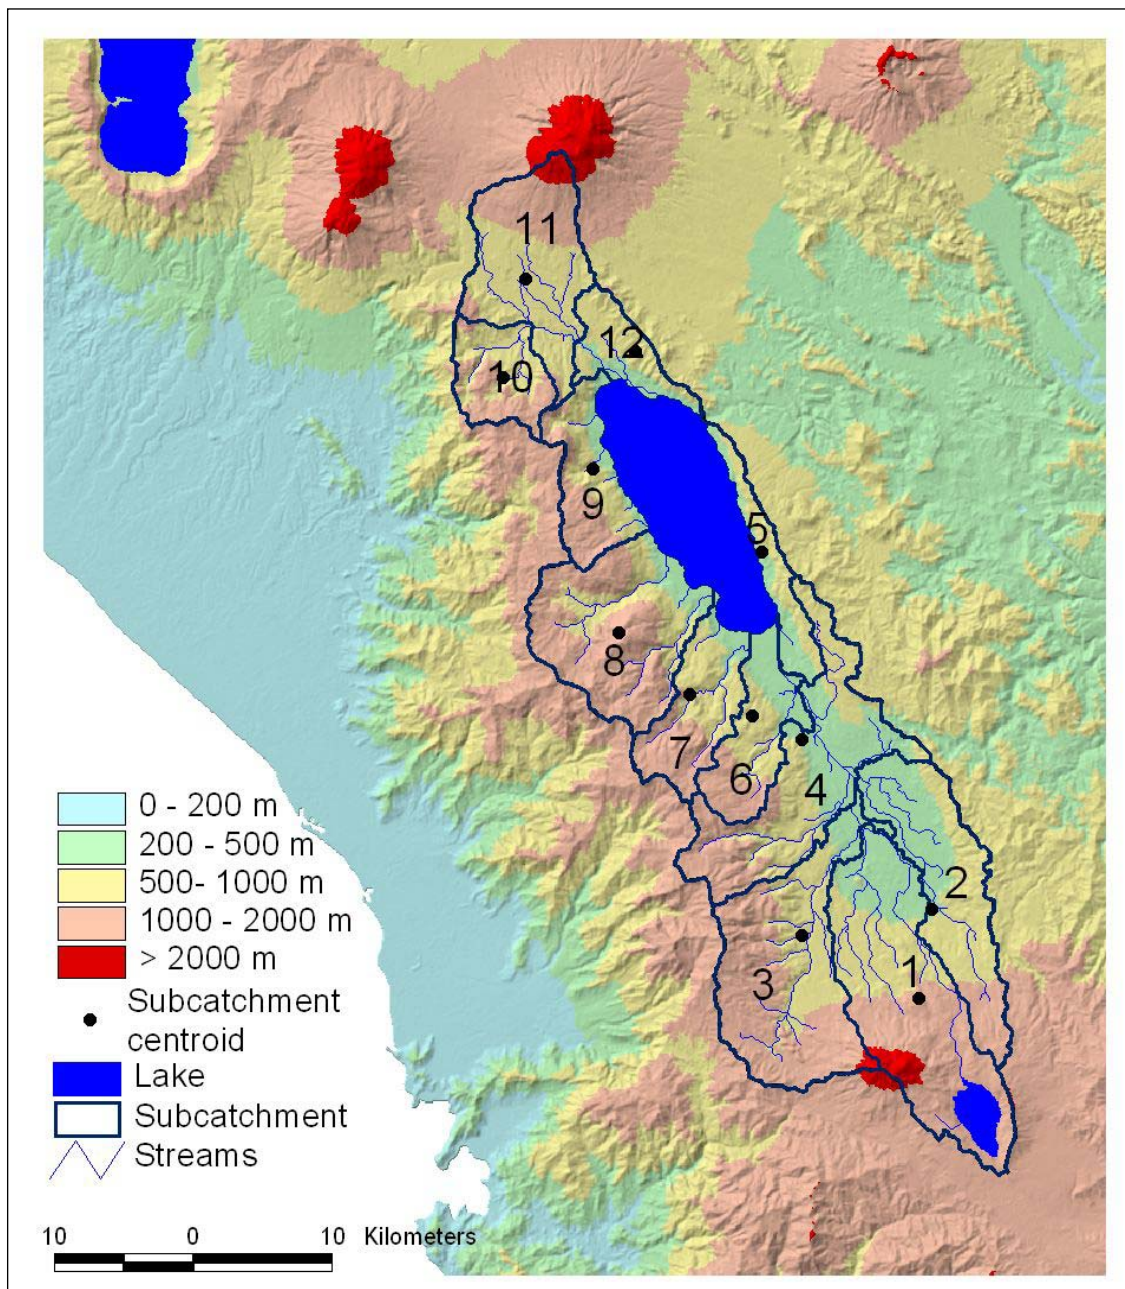 11
12
10
9
5
8
7
6
4
2
1
3
0 - 200 m
200 - 500 m
500- 1000 m
1000 - 2000 m
> 2000 m
Subcatchment
centroid
Lake
Subcatchment
Streams
10 0 10 Kilometers